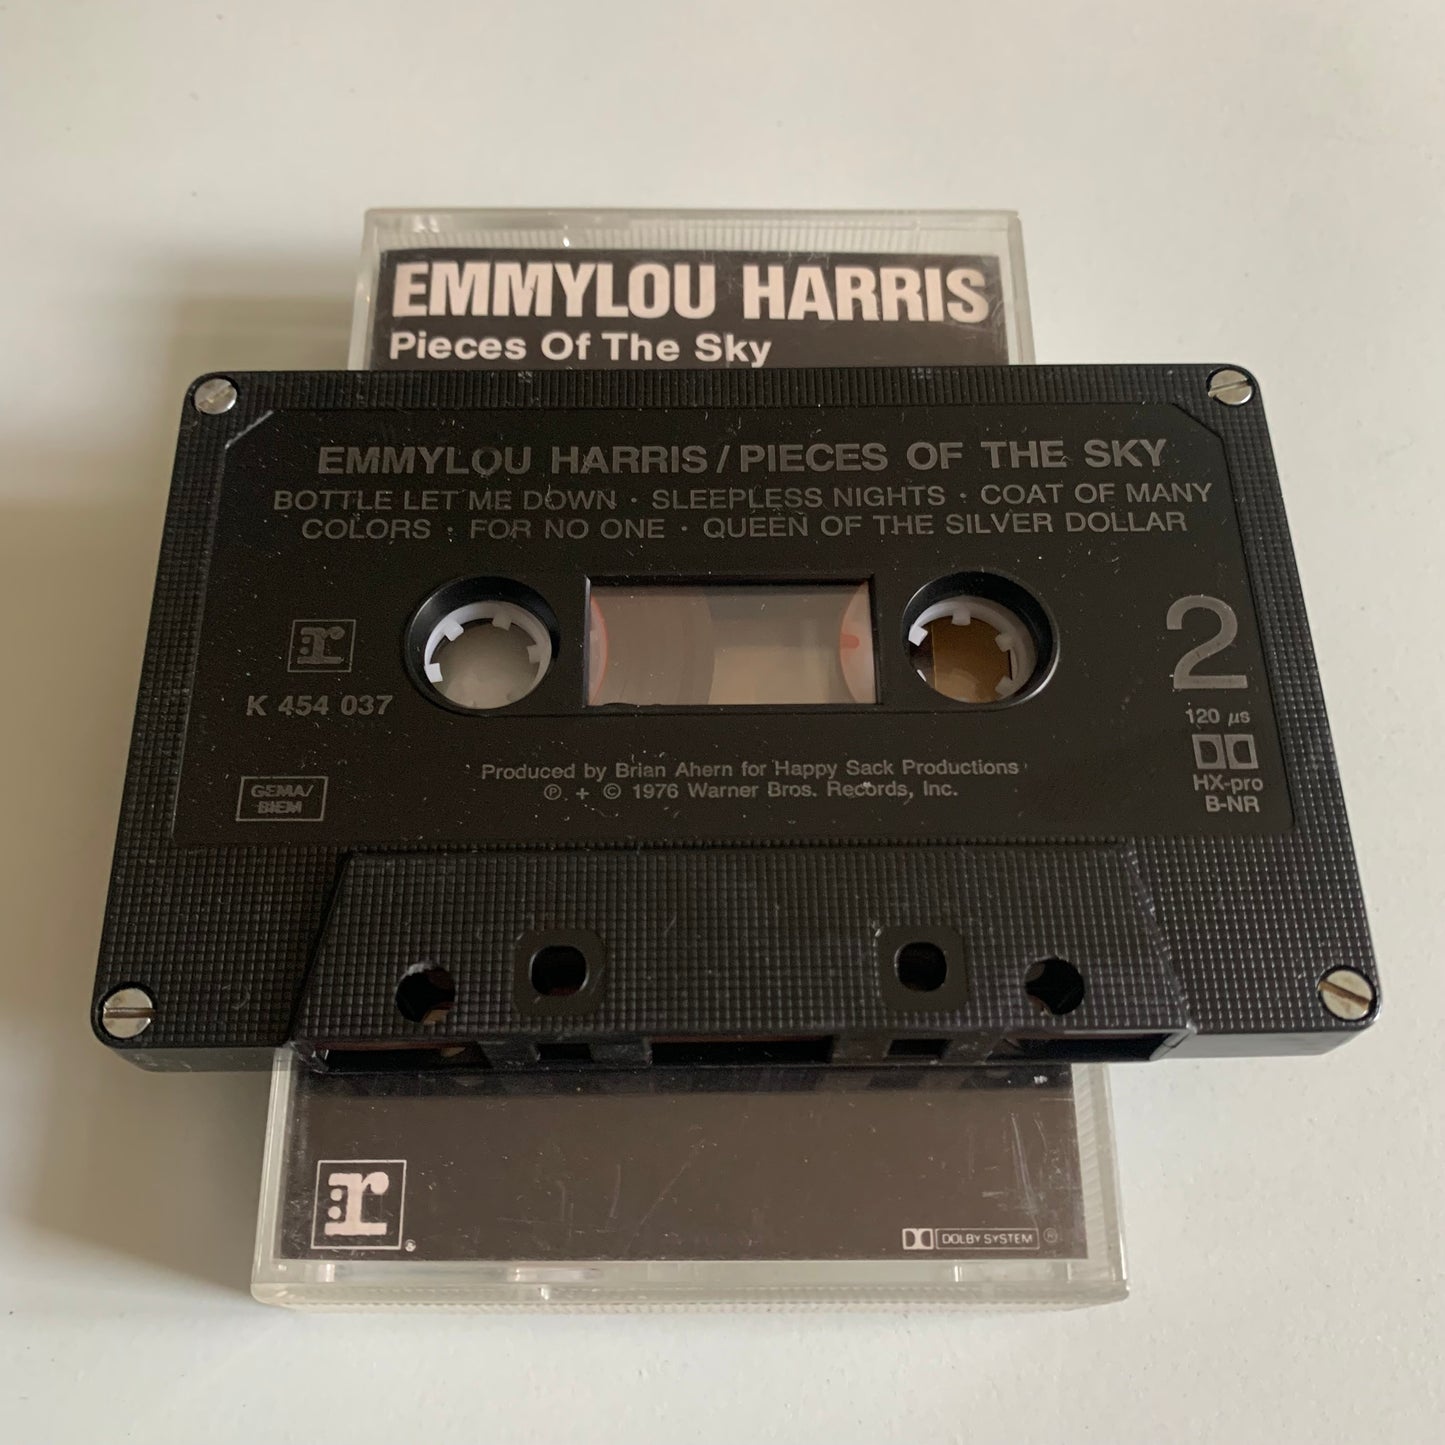 EMMYLOU HARRIS
Pieces Of The Sky
EMMYLOU HARRIS / PIECES OF THE SKY
BOTTLE LET ME DOWN · SLEEPLESS NIGHTS · COAT OF MANY
COLORS · FOR NO ONE · QUEEN OF THE SILVER DOLLAR
:r
K 454 037
2
120 µs
HX-pro
B-NR
GEMA/
BIEM
Produced by Brian Ahern for Happy Sack Productions
℗ + © 1976 Warner Bros. Records, Inc.
:r
DOLBY SYSTEM ®